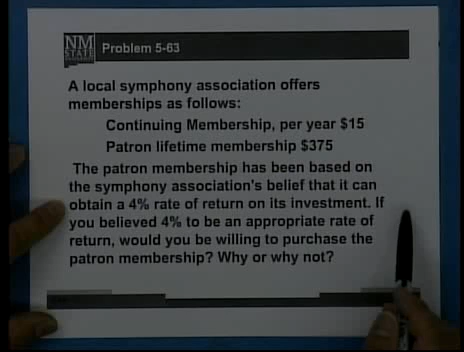 NM
STATE
Problem 5-63
A local symphony association offers
memberships as follows:
Continuing Membership, per year $15
Patron lifetime membership $375
The patron membership has been based on
the symphony association's belief that it can
obtain a 4% rate of return on its investment. If
you believed 4% to be an appropriate rate of
return, would you be willing to purchase the
patron membership? Why or why not?